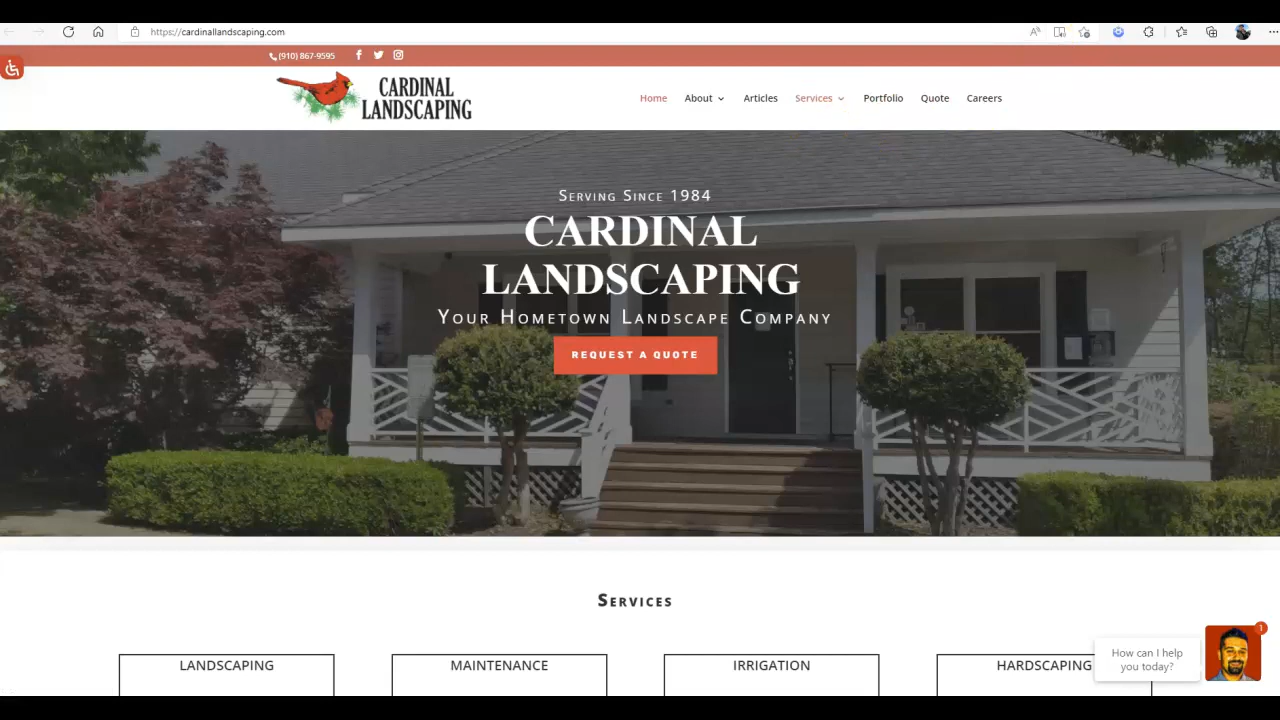 https://cardinallandscaping.com
(910) 867-9595
CARDINAL
LANDSCAPING
Home About Articles Services Portfolio Quote Careers
Serving Since 1984
CARDINAL
LANDSCAPING
Your Hometown Landscape Company
REQUEST A QUOTE
Services
LANDSCAPING MAINTENANCE IRRIGATION HARDSCAPING
1
How can I help
you today?